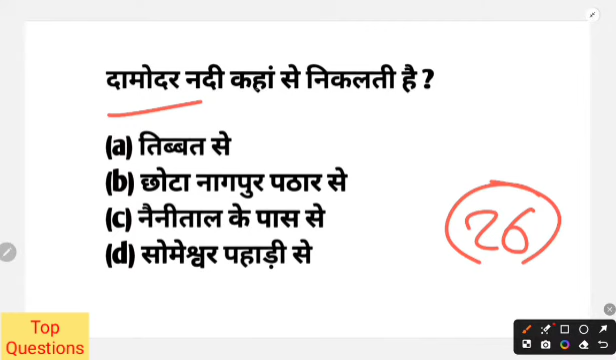 दामोदर नदी कहां से निकलती है ?
(a) तिब्बत से
(b) छोटा नागपुर पठार से
(c) नैनीताल के पास से
(d) सोमेश्वर पहाड़ी से
26
Top
Questions